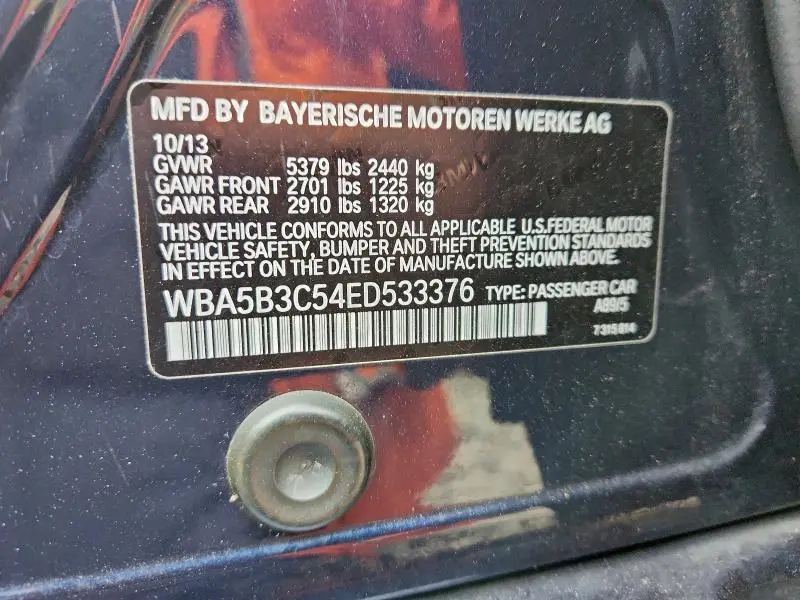 MFD BY BAYERISCHE MOTOREN WERKE AG
10/13
GVWR 5379 lbs 2440 kg
GAWR FRONT 2701 lbs 1225 kg
GAWR REAR 2910 lbs 1320 kg
THIS VEHICLE CONFORMS TO ALL APPLICABLE U.S.FEDERAL MOTOR
VEHICLE SAFETY, BUMPER AND THEFT PREVENTION STANDARDS
IN EFFECT ON THE DATE OF MANUFACTURE SHOWN ABOVE.
WBA5B3C54ED533376 TYPE: PASSENGER CAR
A89/5
7315814